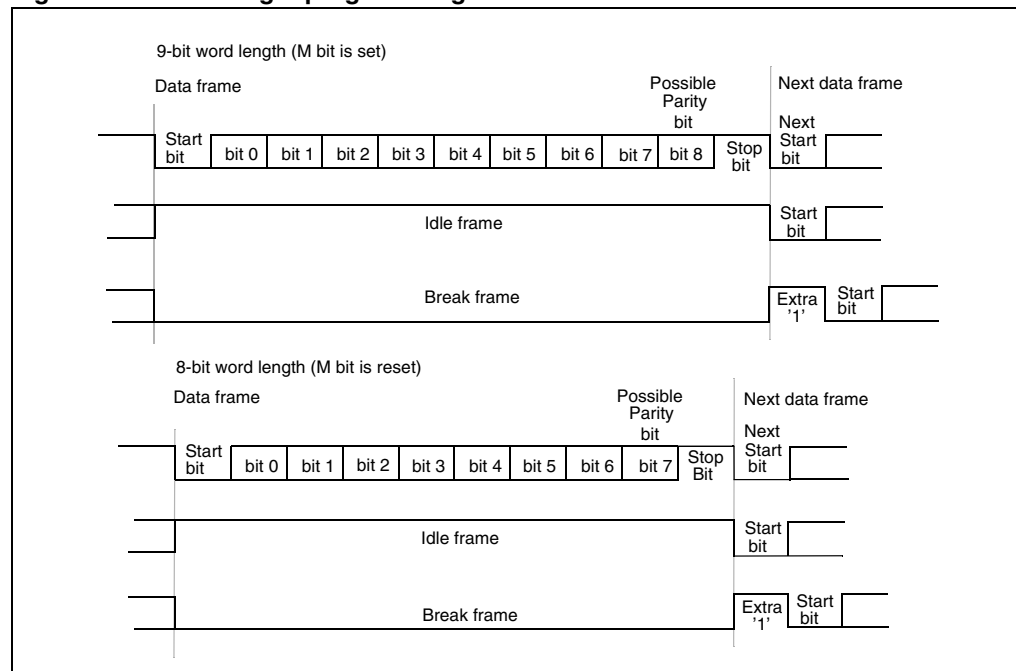 9-bit word length (M bit is set)
Data frame
Possible
Parity
bit
Next data frame
Start
bit
bit 0 bit 1 bit 2 bit 3 bit 4 bit 5 bit 6 bit 7 bit 8
Stop
bit
Next
Start
bit
Idle frame
Start
bit
Break frame
Extra
'1'
Start
bit
8-bit word length (M bit is reset)
Data frame
Possible
Parity
bit
Next data frame
Start
bit
bit 0 bit 1 bit 2 bit 3 bit 4 bit 5 bit 6 bit 7
Stop
Bit
Next
Start
bit
Idle frame
Start
bit
Break frame
Extra
'1'
Start
bit